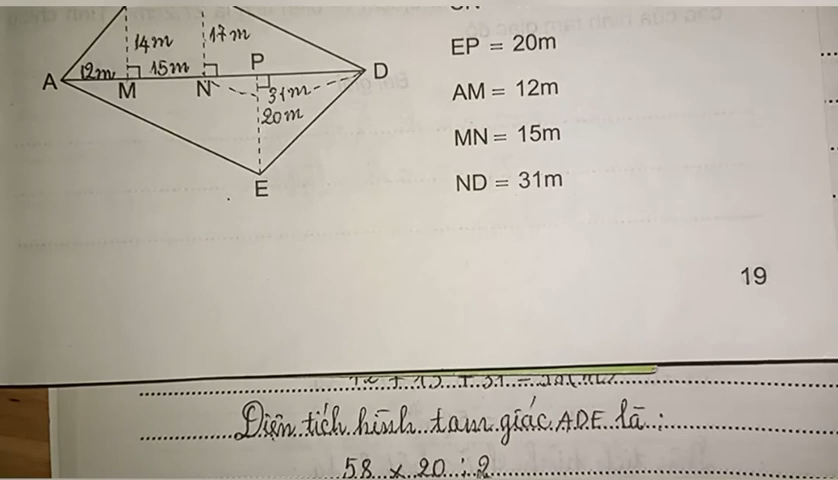 14m
17m
12m
15m
P
A
M
N
D
31m
20m
E
EP = 20m
AM = 12m
MN = 15m
ND = 31m
19
Diện tích hình tam giác ADE là :
58 x 20 : 2